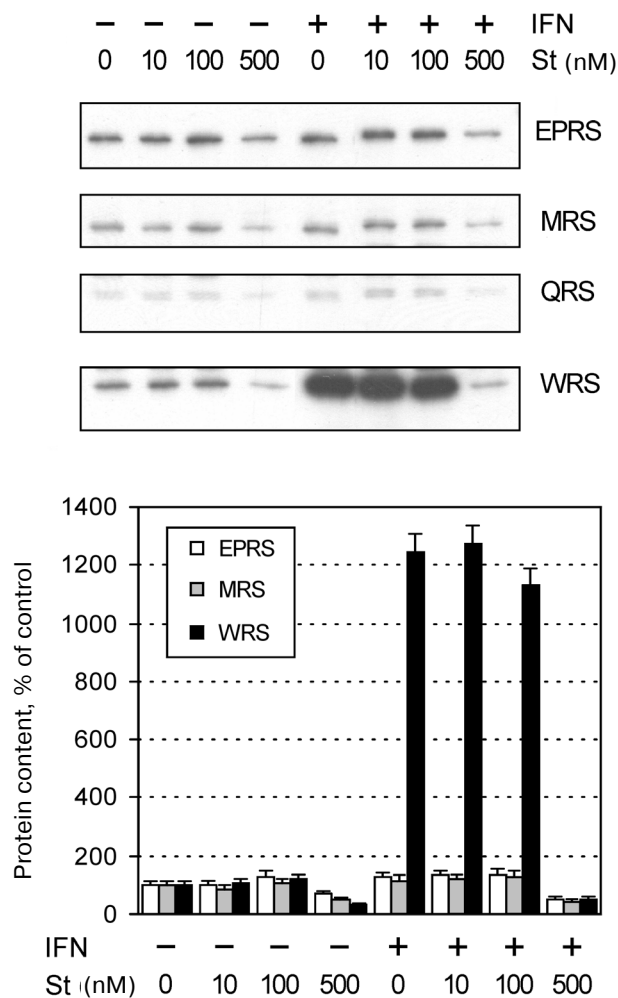 − − − − + + + + IFN
0 10 100 500 0 10 100 500 St (nM)
EPRS
MRS
QRS
WRS
1400
1200
1000
800
600
400
200
0
Protein content, % of control
EPRS
MRS
WRS
IFN − − − − + + + +
St (nM) 0 10 100 500 0 10 100 500